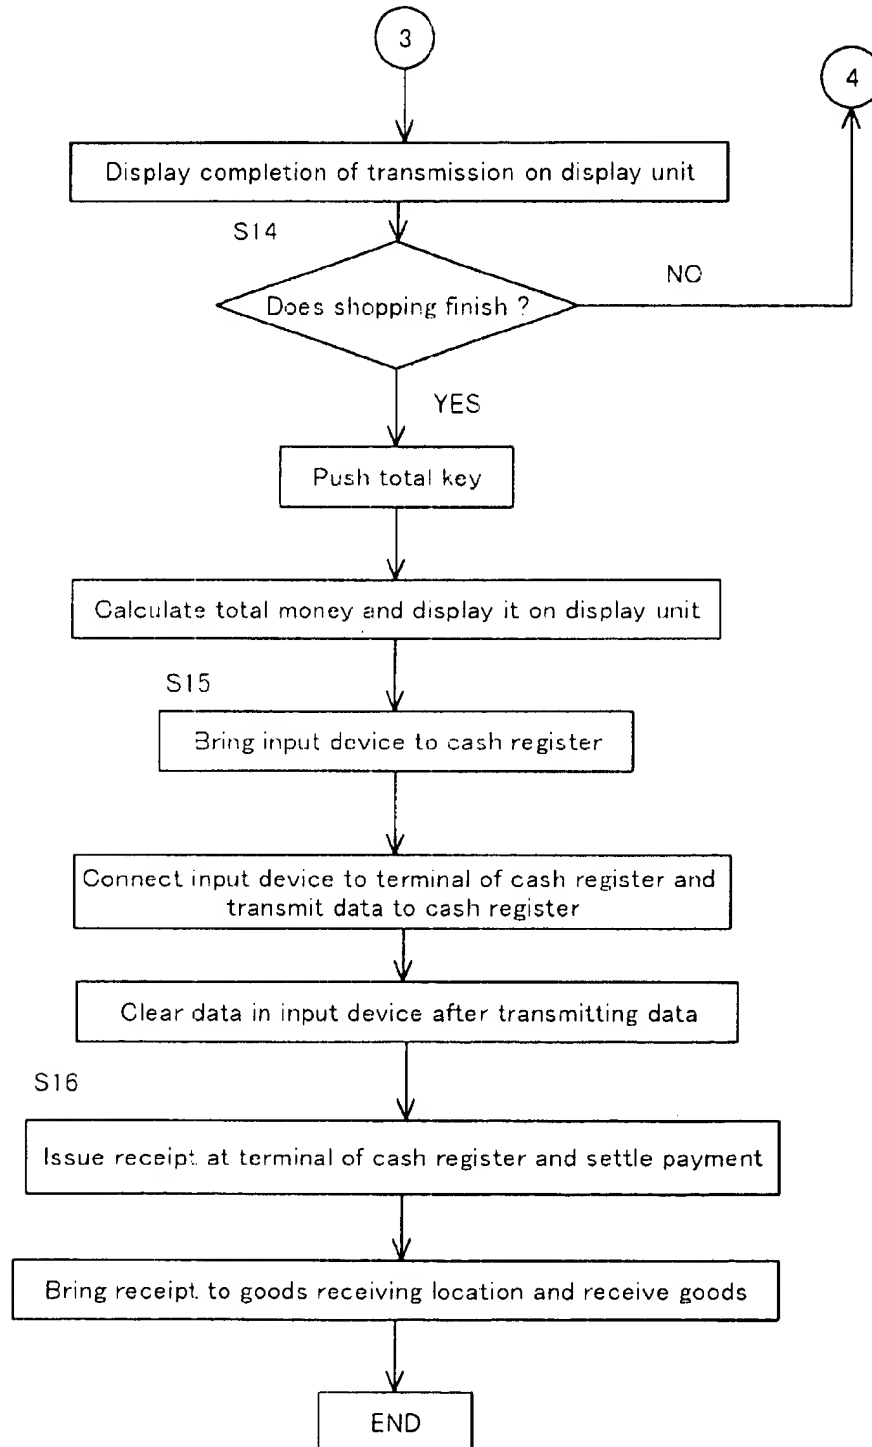 3
4
Display completion of transmission on display unit
S14
NO
Does shopping finish ?
YES
Push total key
Calculate total money and display it on display unit
S15
Bring input device to cash register
Connect input device to terminal of cash register and
transmit data to cash register
Clear data in input device after transmitting data
S16
Issue receipt at terminal of cash register and settle payment
Bring receipt to goods receiving location and receive goods
END